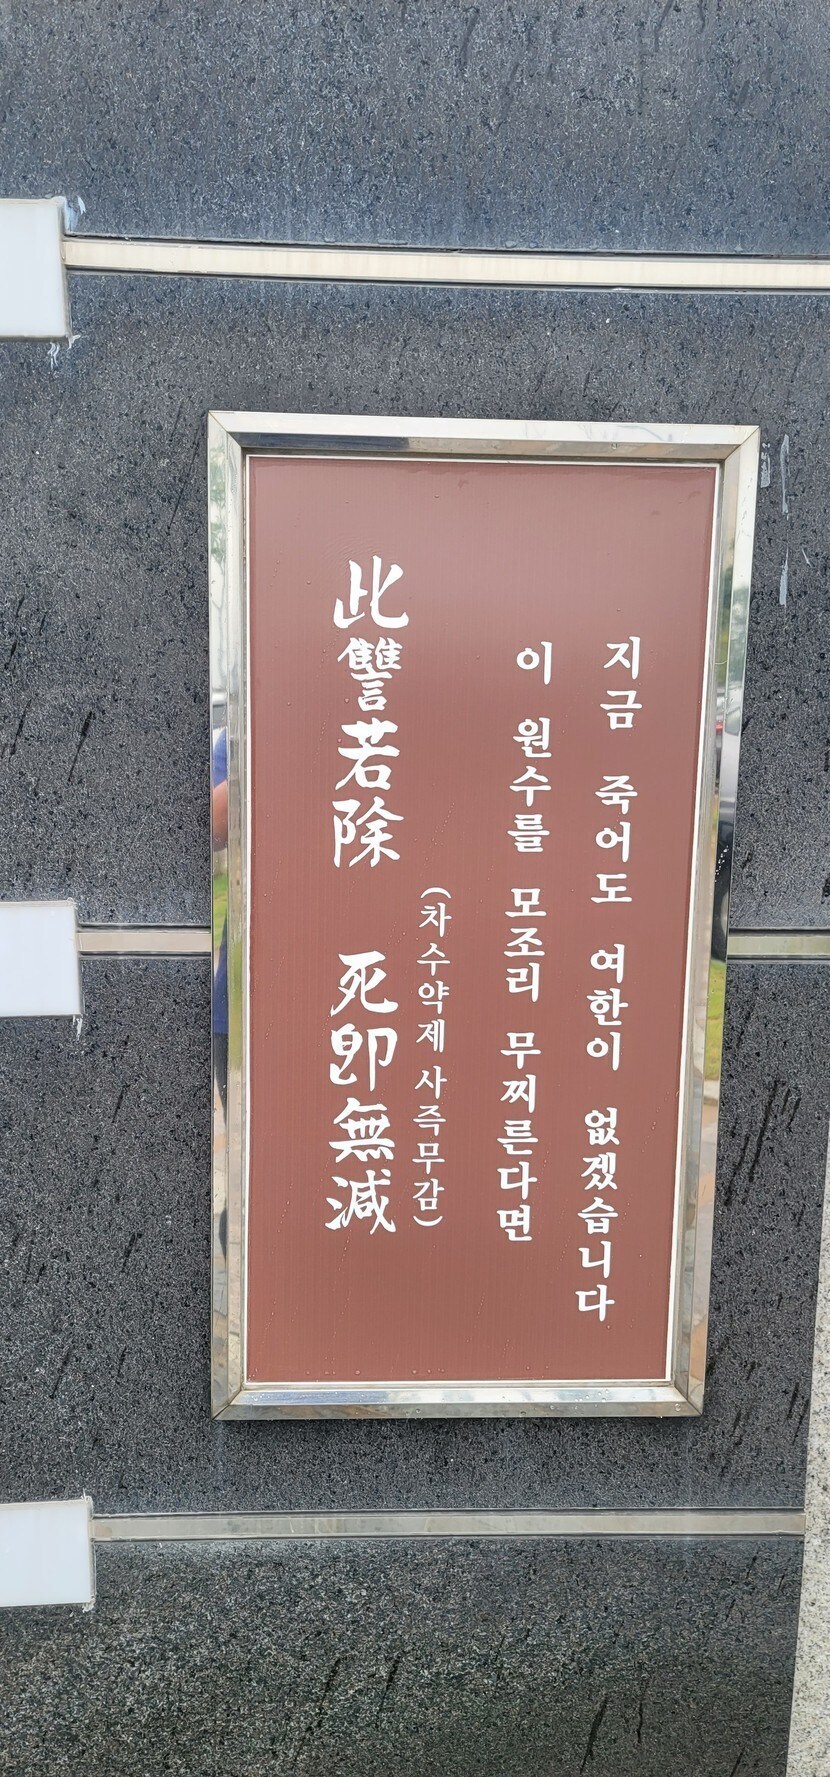 此讐若除 死卽無減
(차수약제 사즉무감)
이 원수를 모조리 무찌른다면
지금 죽어도 여한이 없겠습니다